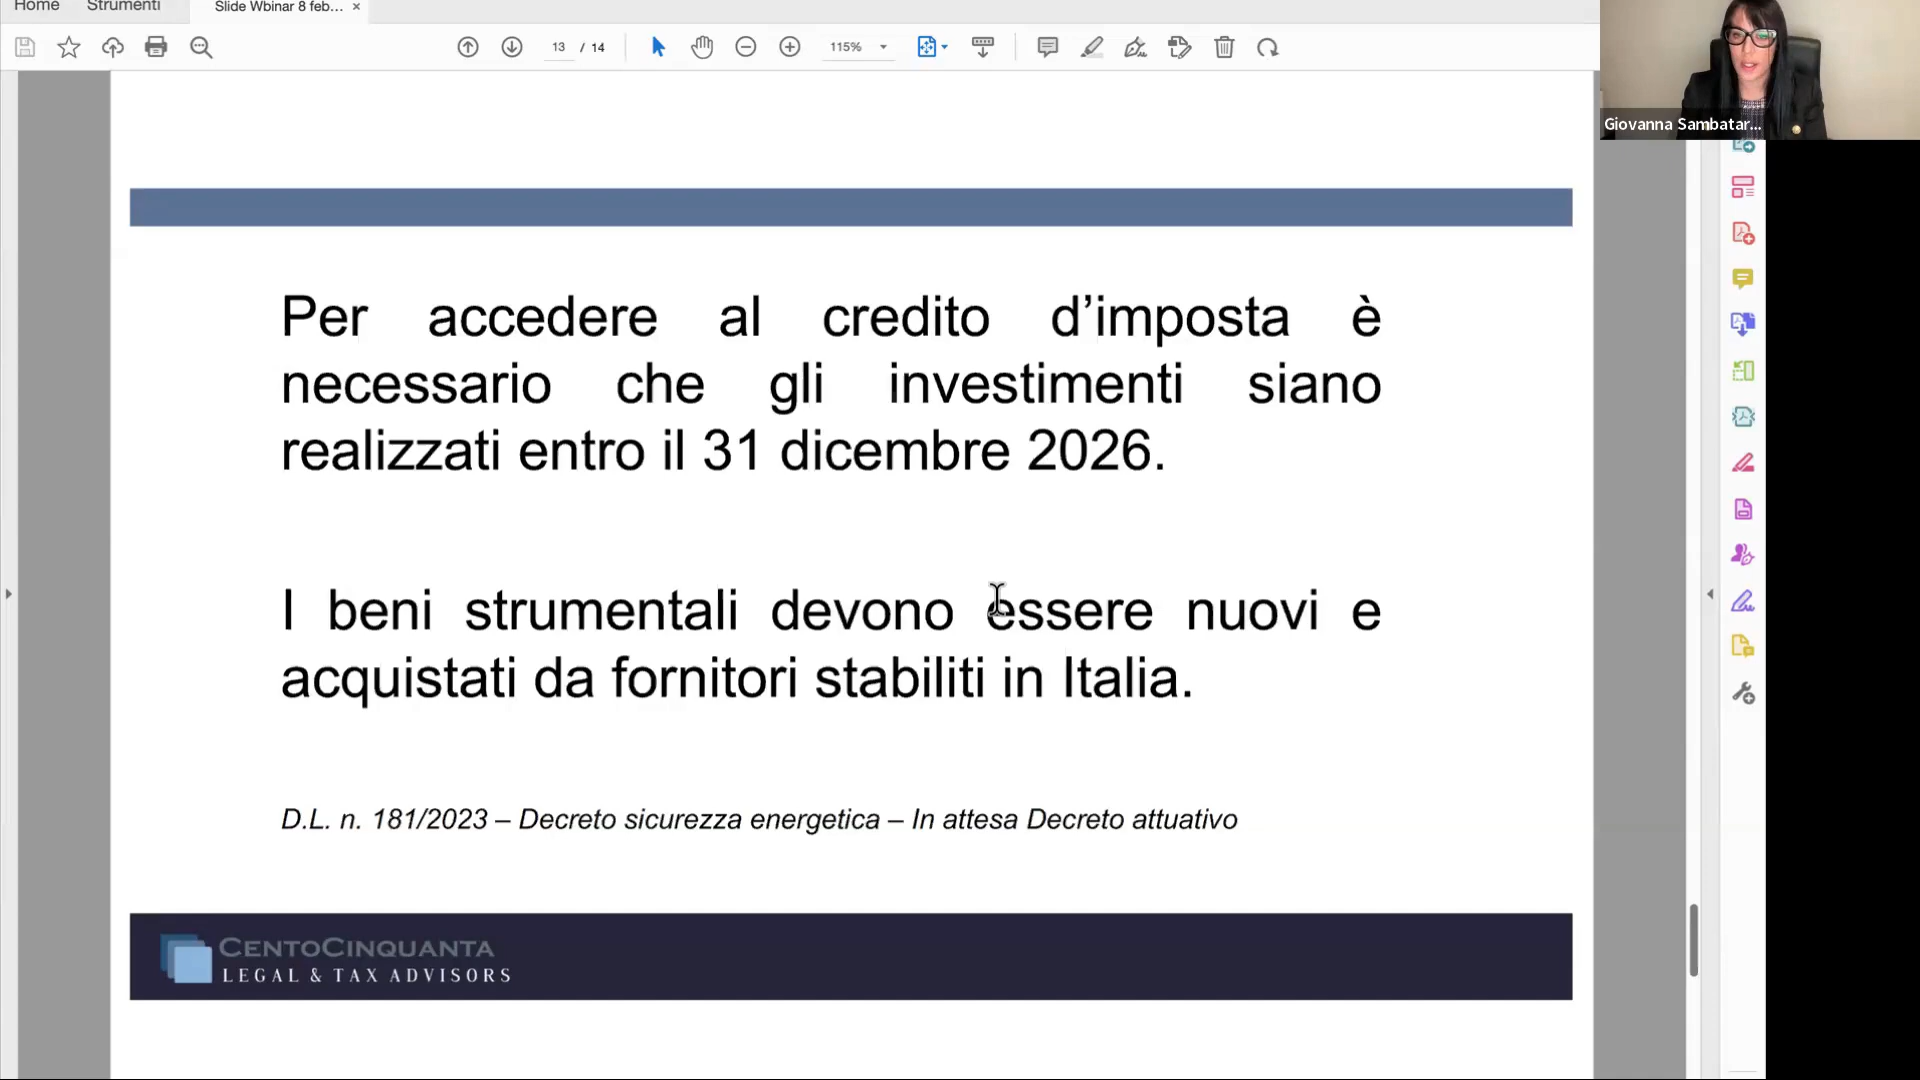 Home Strumenti Slide Wbinar 8 feb... ×
13 / 14 115%
Giovanna Sambatar...
Per accedere al credito d’imposta è
necessario che gli investimenti siano
realizzati entro il 31 dicembre 2026.
I beni strumentali devono essere nuovi e
acquistati da fornitori stabiliti in Italia.
D.L. n. 181/2023 – Decreto sicurezza energetica – In attesa Decreto attuativo
CENTOCINQUANTA
LEGAL & TAX ADVISORS